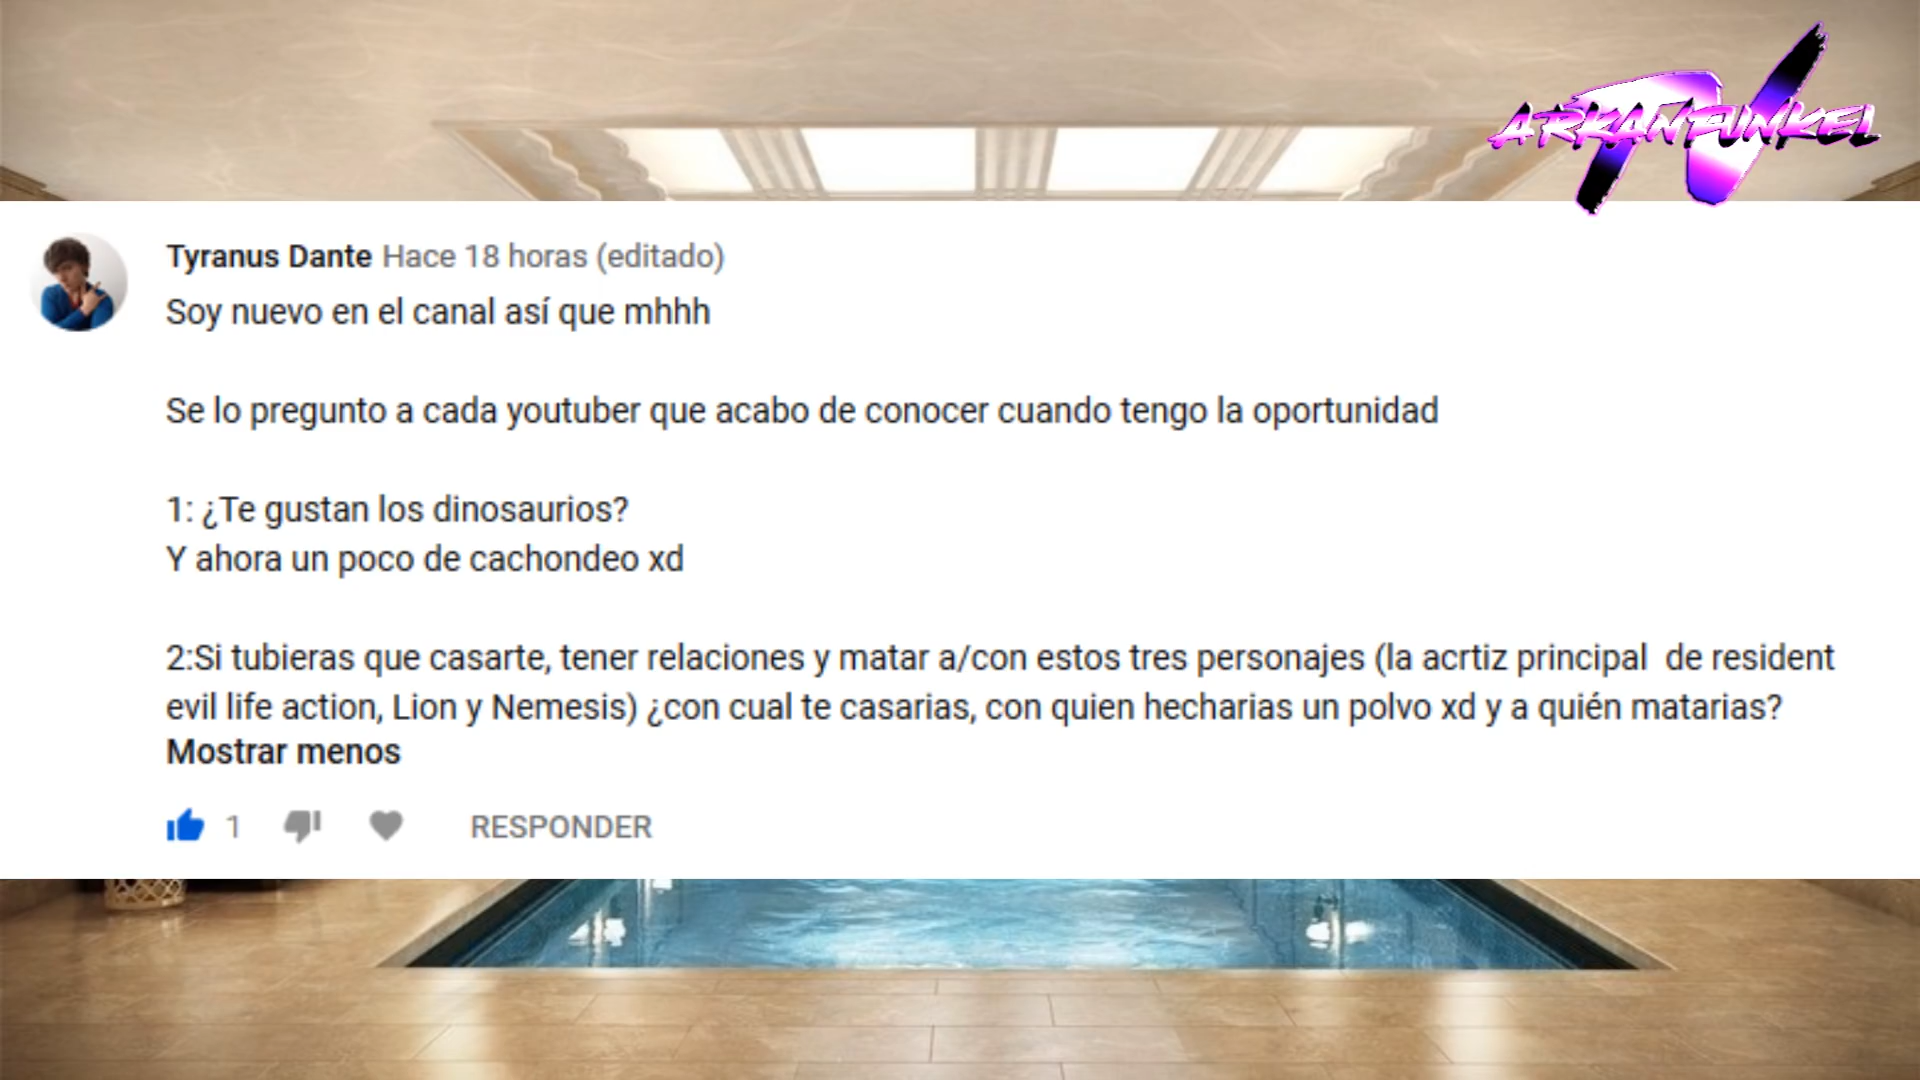 ARKANFUNKEL
TV
Tyranus Dante Hace 18 horas (editado)
Soy nuevo en el canal así que mhhh
Se lo pregunto a cada youtuber que acabo de conocer cuando tengo la oportunidad
1: ¿Te gustan los dinosaurios?
Y ahora un poco de cachondeo xd
2:Si tubieras que casarte, tener relaciones y matar a/con estos tres personajes (la acrtiz principal  de resident
evil life action, Lion y Nemesis) ¿con cual te casarias, con quien hecharias un polvo xd y a quién matarias?
Mostrar menos
1
RESPONDER